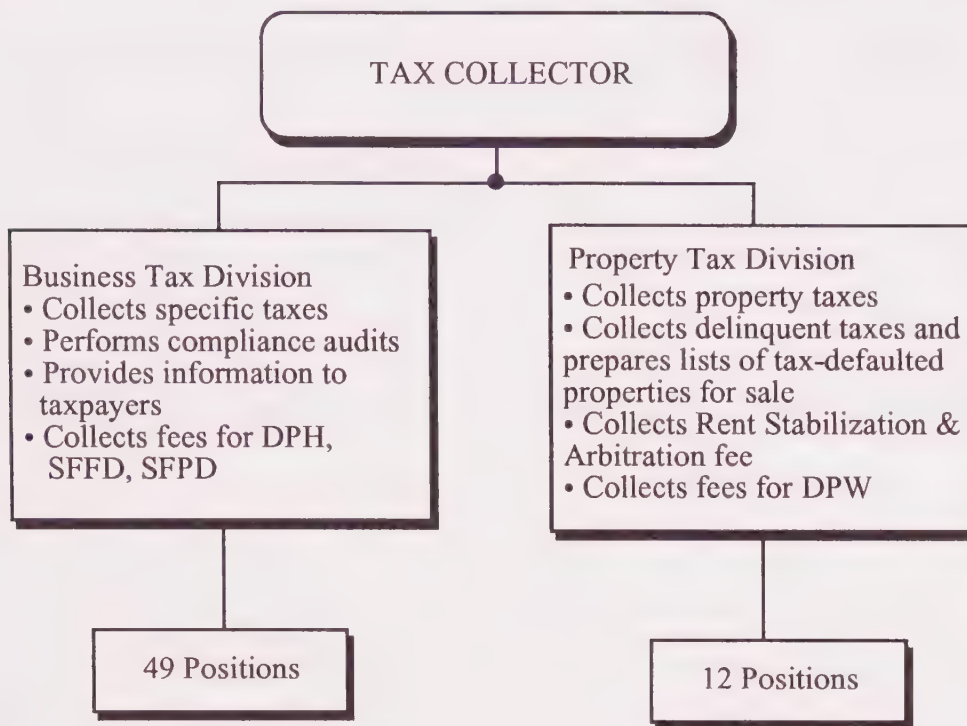 TAX COLLECTOR
Business Tax Division
• Collects specific taxes
• Performs compliance audits
• Provides information to
taxpayers
• Collects fees for DPH,
SFFD, SFPD
Property Tax Division
• Collects property taxes
• Collects delinquent taxes and
prepares lists of tax-defaulted
properties for sale
• Collects Rent Stabilization &
Arbitration fee
• Collects fees for DPW
49 Positions
12 Positions